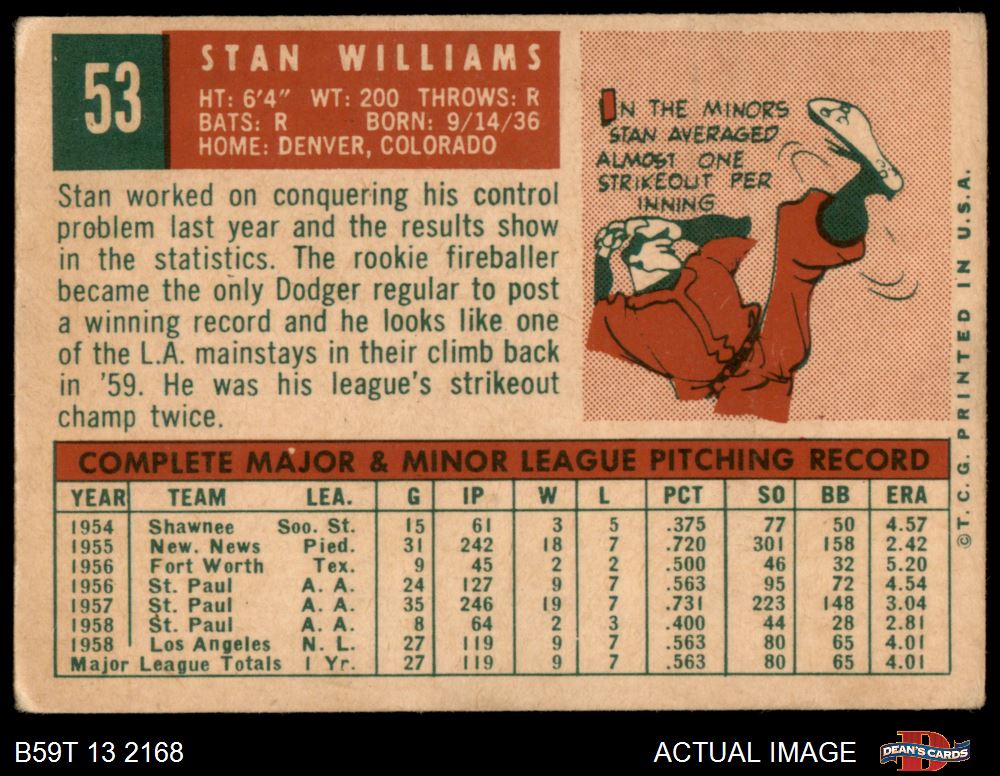 53
STAN WILLIAMS
HT: 6'4" WT: 200 THROWS: R
BATS: R BORN: 9/14/36
HOME: DENVER, COLORADO
IN THE MINORS
STAN AVERAGED
ALMOST ONE
STRIKEOUT PER
INNING
Stan worked on conquering his control
problem last year and the results show
in the statistics. The rookie fireballer
became the only Dodger regular to post
a winning record and he looks like one
of the L.A. mainstays in their climb back
in '59. He was his league's strikeout
champ twice.
©T. C. G. PRINTED IN U.S.A.
COMPLETE MAJOR & MINOR LEAGUE PITCHING RECORD
YEAR TEAM LEA. G IP W L PCT SO BB ERA
1954 Shawnee Soo. St. 15 61 3 5 .375 77 50 4.57
1955 New. News Pied. 31 242 18 7 .720 301 158 2.42
1956 Fort Worth Tex. 9 45 2 2 .500 46 32 5.20
1956 St. Paul A. A. 24 127 9 7 .563 95 72 4.54
1957 St. Paul A. A. 35 246 19 7 .731 223 148 3.04
1958 St. Paul A. A. 8 64 2 3 .400 44 28 2.81
1958 Los Angeles N. L. 27 119 9 7 .563 80 65 4.01
Major League Totals 1 Yr. 27 119 9 7 .563 80 65 4.01
B59T 13 2168
ACTUAL IMAGE
D
DEAN'S CARDS